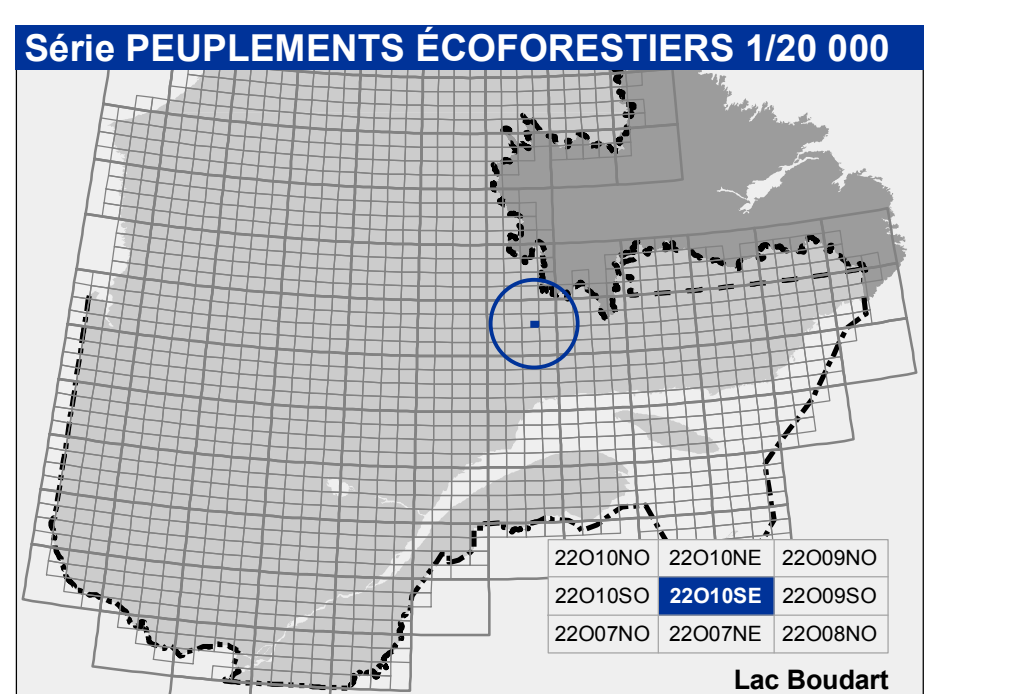 Série PEUPLEMENTS ÉCOFORESTIERS 1/20 000
22O10NO 22O10NE 22O09NO
22O10SO 22O10SE 22O09SO
22O07NO 22O07NE 22O08NO
Lac Boudart